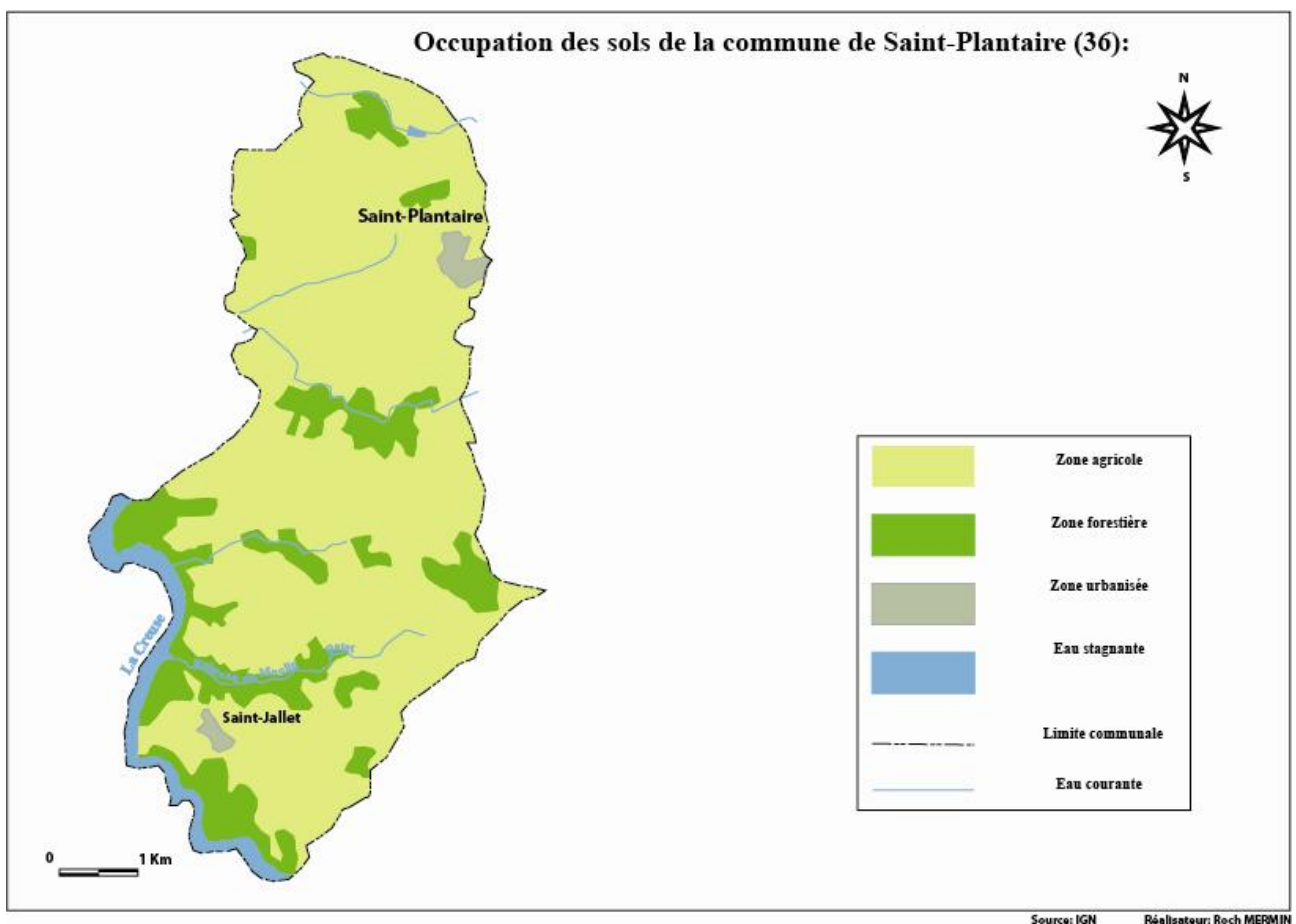 Occupation des sols de la commune de Saint-Plantaire (36):
N
S
Saint-Plantaire
La Creuse
Saint-Jallet
Zone agricole
Zone forestière
Zone urbanisée
Eau stagnante
Limite communale
Eau courante
0 1 Km
Source: IGN Réalisateur: Roch MERMIN